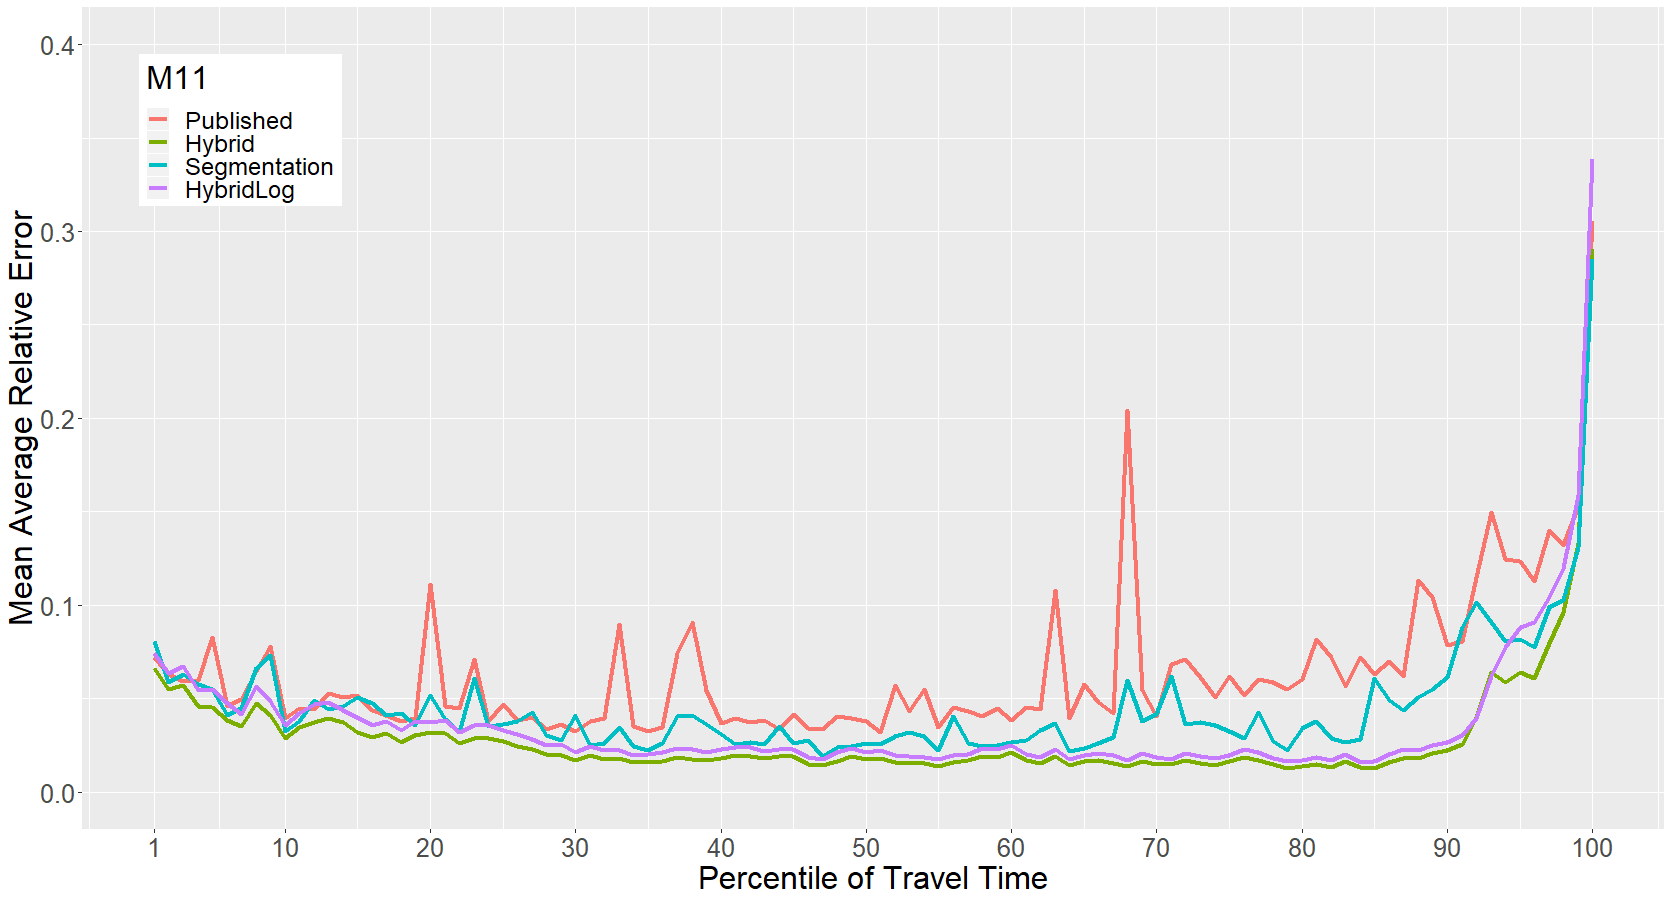 M11
Published
Hybrid
Segmentation
HybridLog
Mean Average Relative Error
0.4
0.3
0.2
0.1
0.0
1 10 20 30 40 50 60 70 80 90 100
Percentile of Travel Time